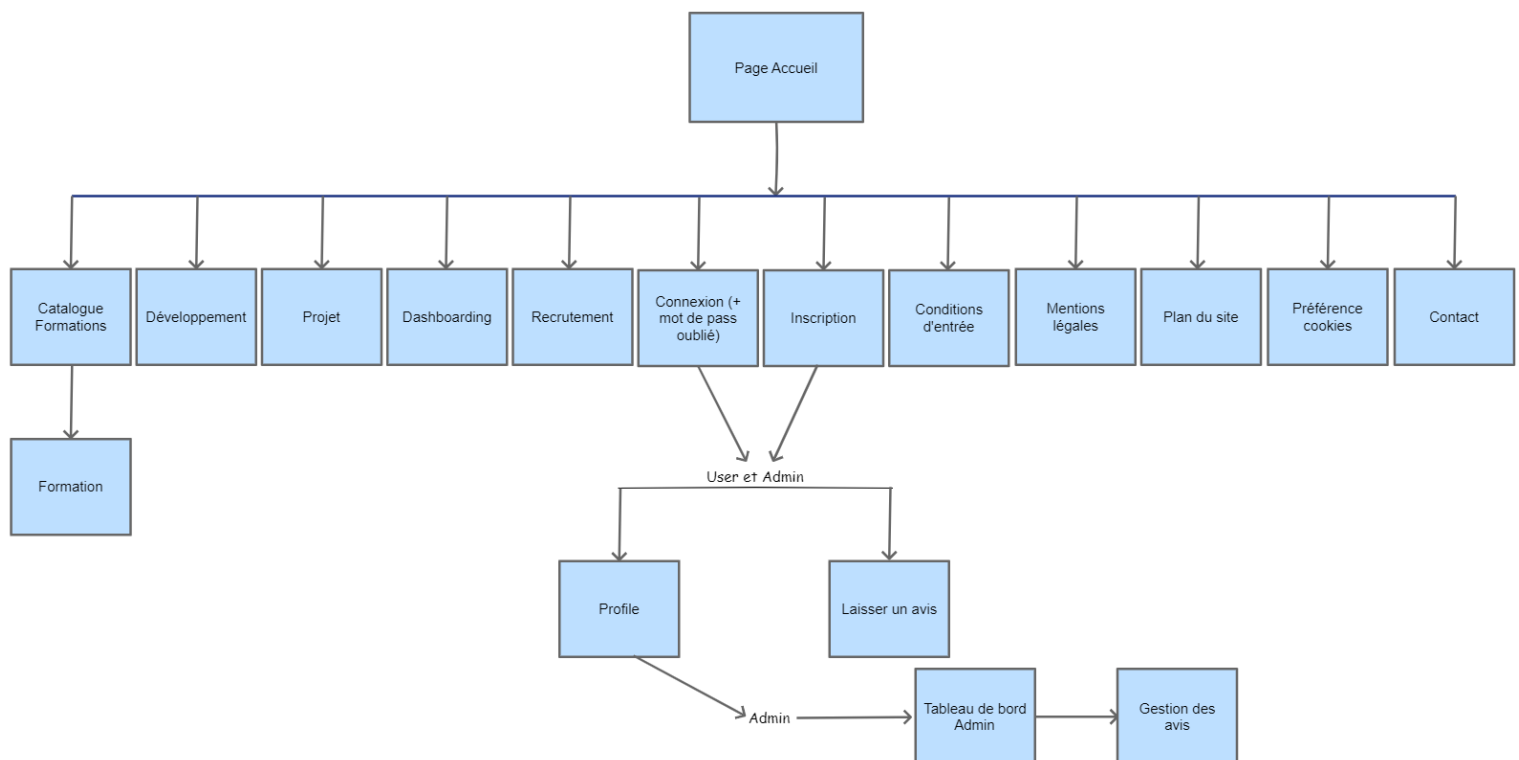 Page Accueil
Catalogue
Formations
Développement
Projet
Dashboarding
Recrutement
Connexion (+
mot de pass
oublié)
Inscription
Conditions
d'entrée
Mentions
légales
Plan du site
Préférence
cookies
Contact
Formation
User et Admin
Profile
Laisser un avis
Admin
Tableau de bord
Admin
Gestion des
avis